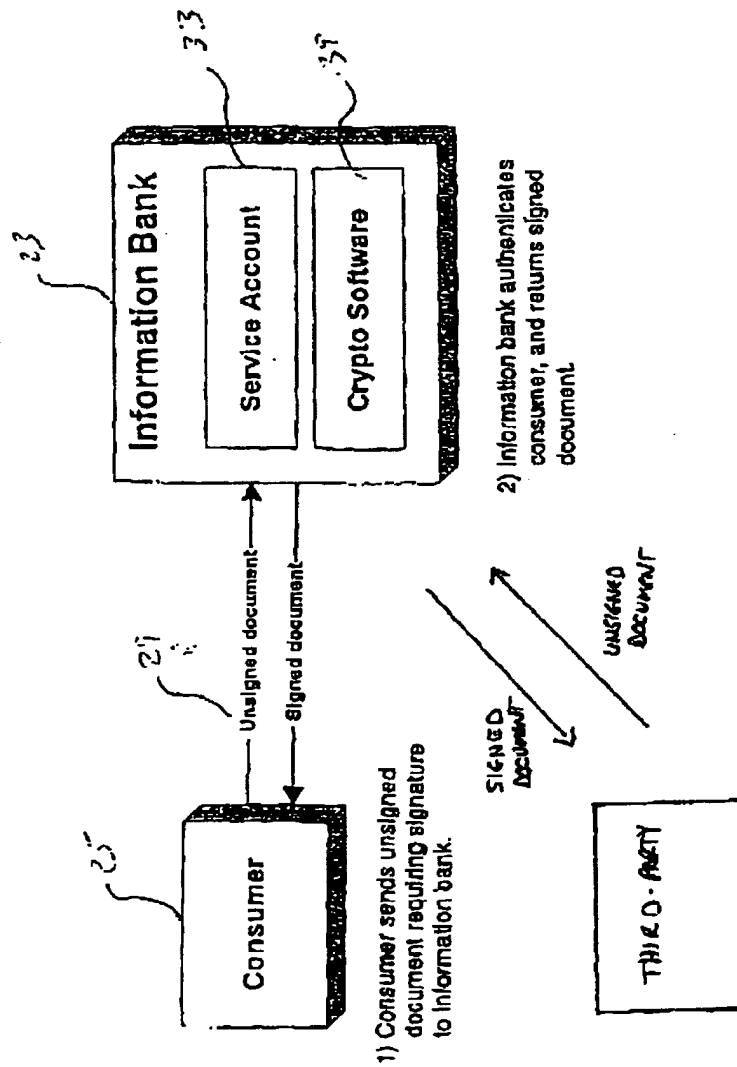 25
Consumer
1) Consumer sends unsigned
document requiring signature
to Information bank.
Unsigned document
Signed document
23
Information Bank
33
Service Account
Crypto Software
2) Information bank authenticates
consumer, and returns signed
document.
SIGNED
DOCUMENT
UNSIGNED
DOCUMENT
THIRD-PARTY